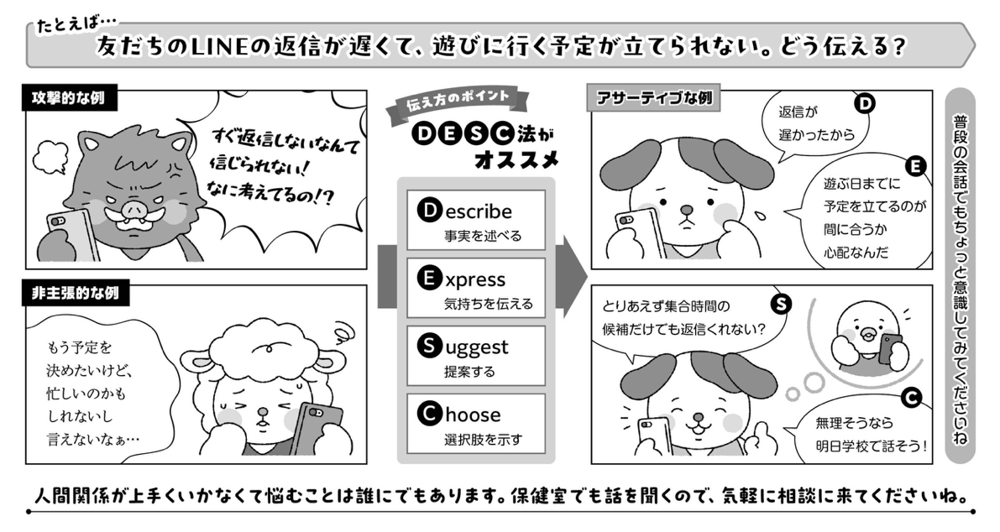 たとえば…
友だちのLINEの返信が遅くて、遊びに行く予定が立てられない。どう伝える？
攻撃的な例
すぐ返信しないなんて
信じられない！
なに考えてるの！？
非主張的な例
もう予定を
決めたいけど、
忙しいのかも
しれないし
言えないなぁ…
伝え方のポイント
DESC法が
オススメ
Describe
事実を述べる
Express
気持ちを伝える
Suggest
提案する
Choose
選択肢を示す
アサーティブな例
D
返信が
遅かったから
E
遊ぶ日までに
予定を立てるのが
間に合うか
心配なんだ
S
とりあえず集合時間の
候補だけでも返信くれない？
C
無理そうなら
明日学校で話そう！
普段の会話でもちょっと意識してみてくださいね
人間関係が上手くいかなくて悩むことは誰にでもあります。保健室でも話を聞くので、気軽に相談に来てくださいね。